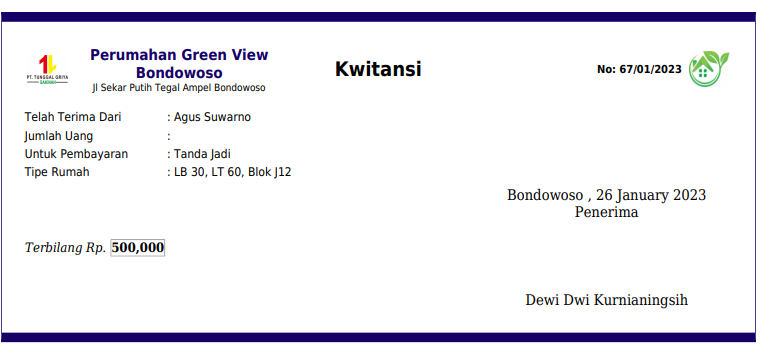 PT. TUNGGAL GRIYA
Perumahan Green View
Bondowoso
Jl Sekar Putih Tegal Ampel Bondowoso
Kwitansi
No: 67/01/2023
Telah Terima Dari : Agus Suwarno
Jumlah Uang :
Untuk Pembayaran : Tanda Jadi
Tipe Rumah : LB 30, LT 60, Blok J12
Bondowoso , 26 January 2023
Penerima
Terbilang Rp. 500,000
Dewi Dwi Kurnianingsih